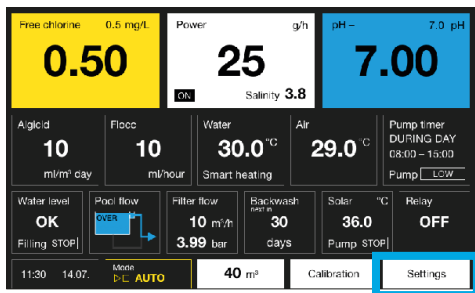 Free chlorine 0.5 mg/L Power g/h pH – 7.0 pH
0.50 25 7.00
ON Salinity 3.8
Algicid Flocc Water Air Pump timer
10 10 30.0 °C 29.0 °C DURING DAY
08:00 – 15:00
ml/m³ day ml/hour Smart heating Pump LOW
Water level Pool flow Filter flow Backwash Solar °C Relay
next in
OK OVER 10 m³/h 30 36.0 OFF
Filling STOP 3.99 bar days Pump STOP
11:30 14.07. Mode AUTO 40 m³ Calibration Settings